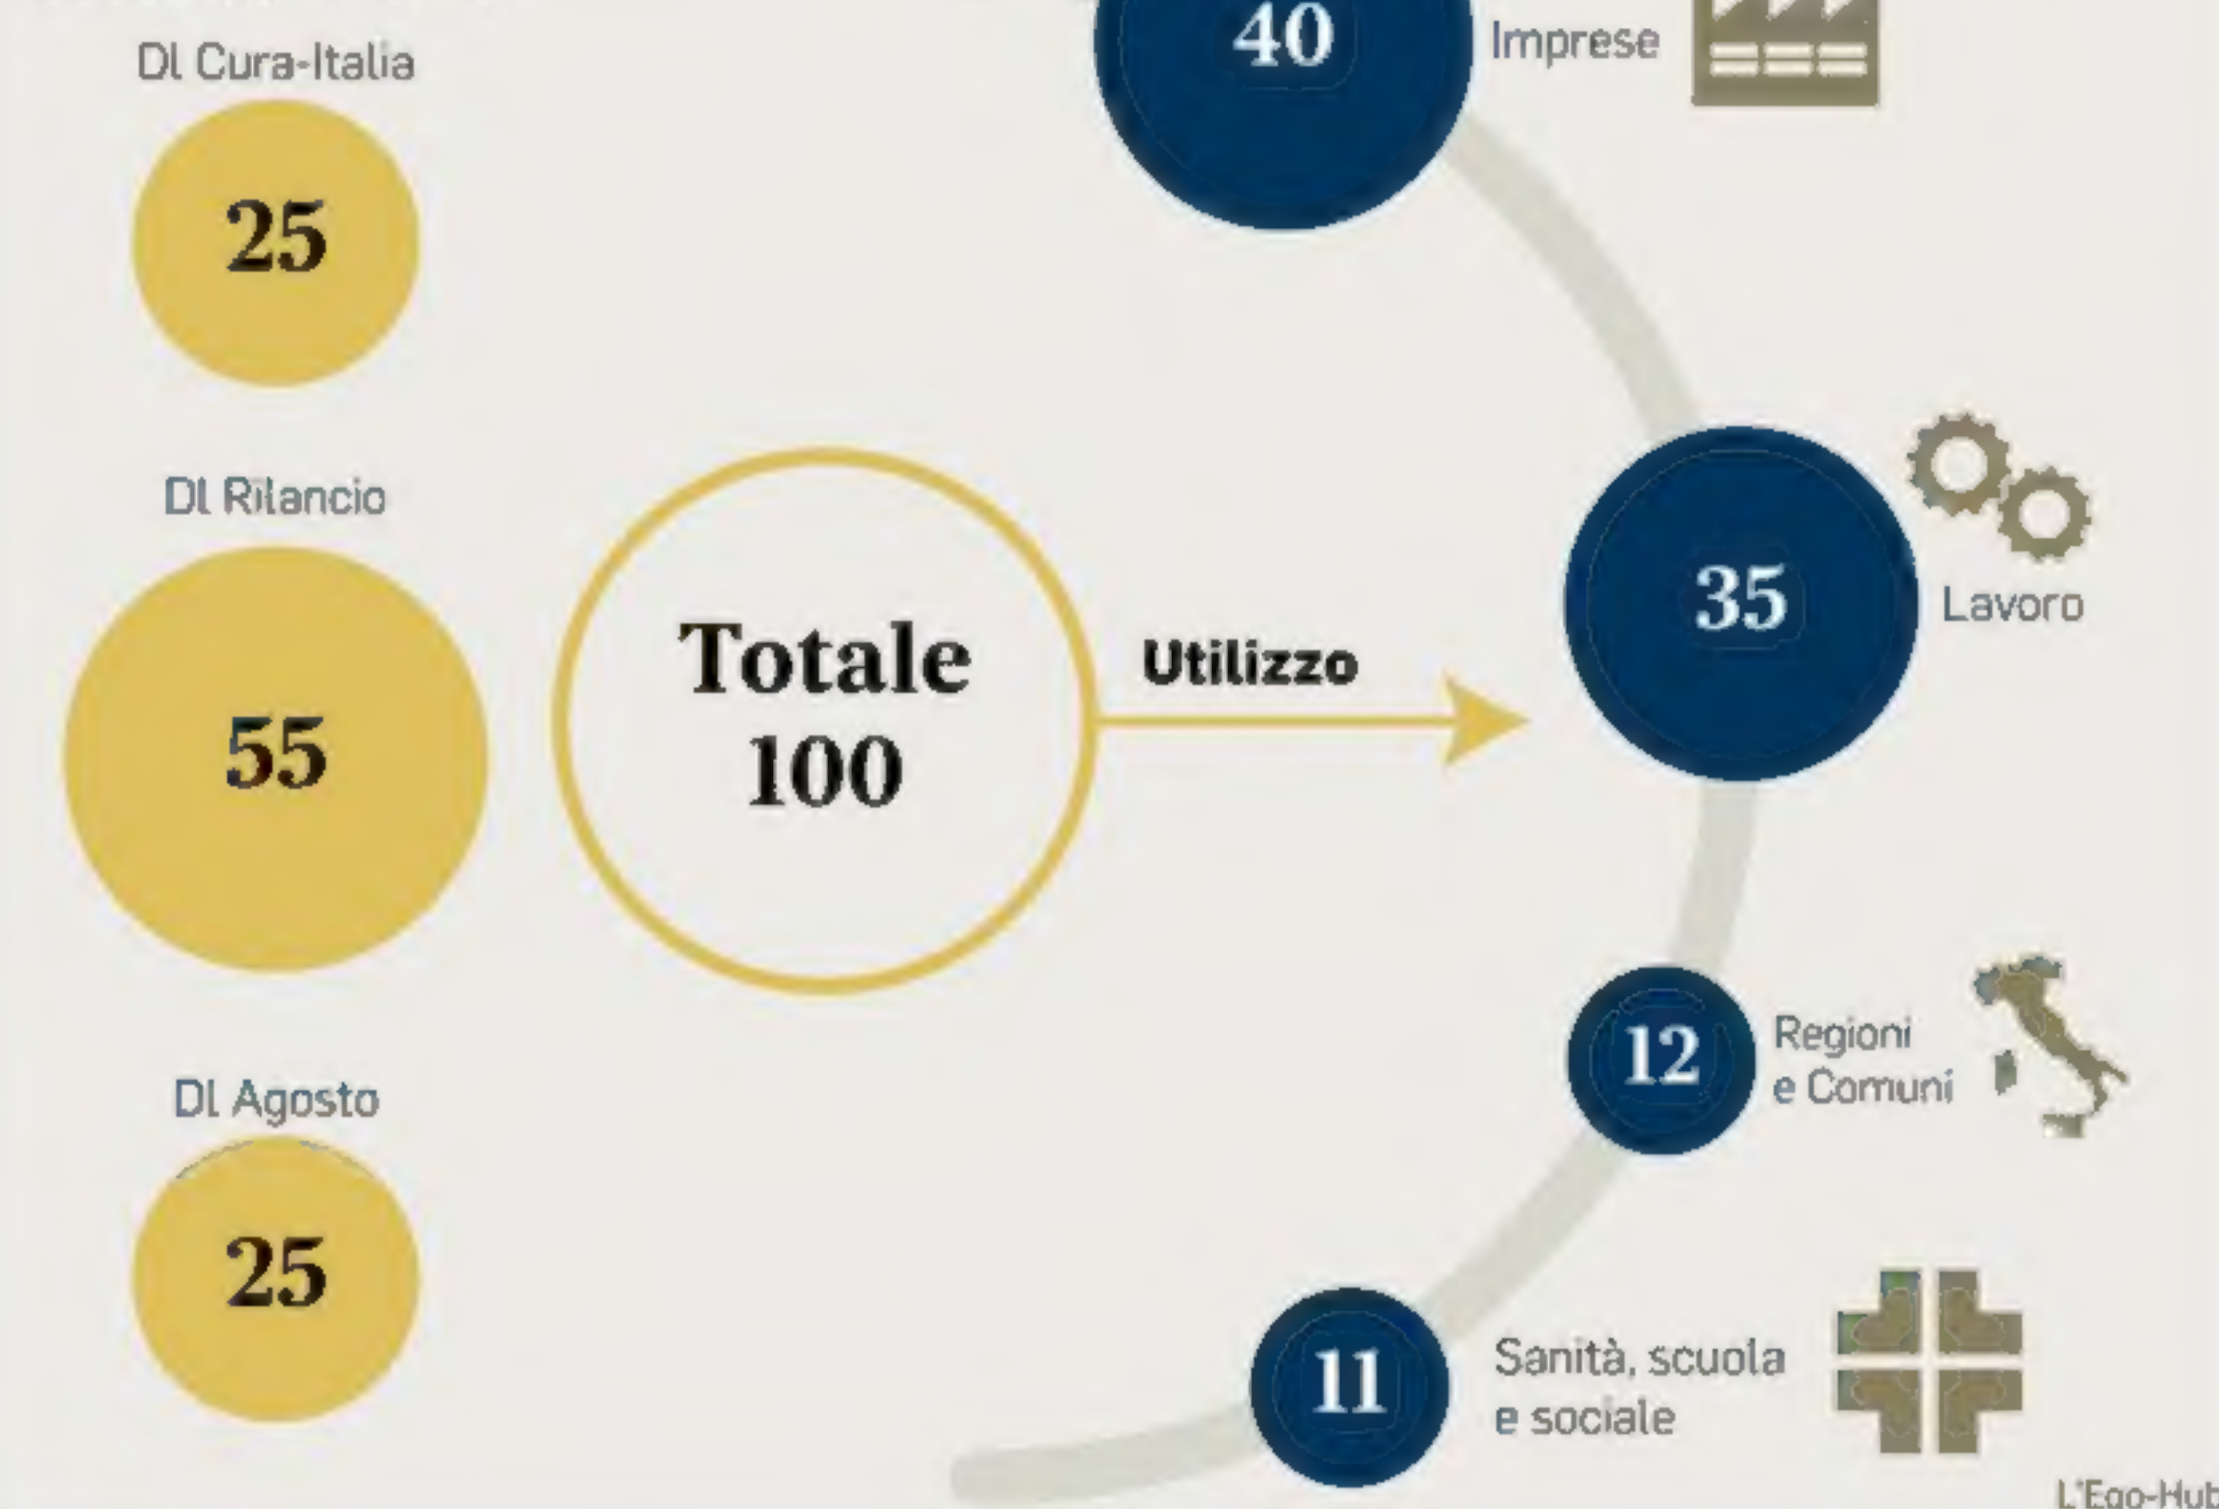 Dl Cura-Italia
25
Dl Rilancio
55
Dl Agosto
25
Totale
100
Utilizzo
40
Imprese
35
Lavoro
12
Regioni
e Comuni
11
Sanità, scuola
e sociale
L'Ego-Hub